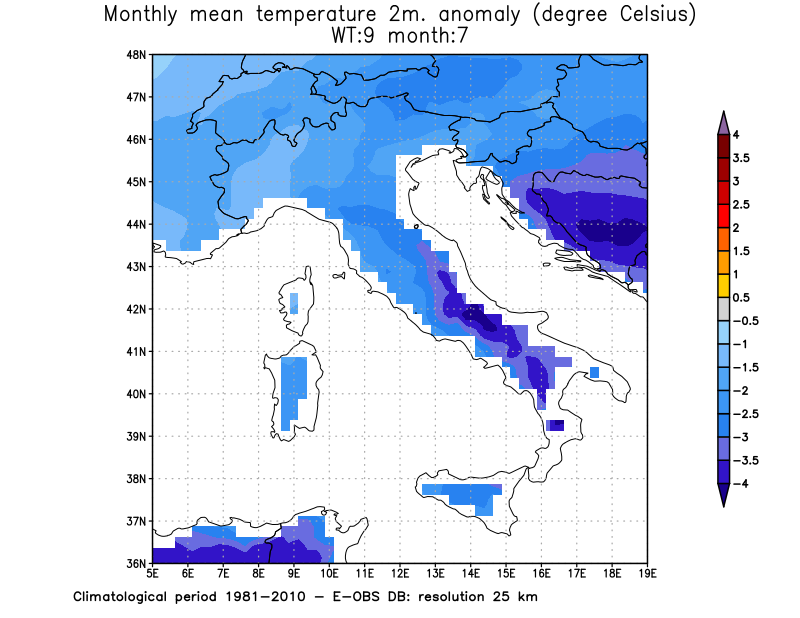 Monthly mean temperature 2m. anomaly (degree Celsius)
WT:9 month:7
48N
47N
46N
45N
44N
43N
42N
41N
40N
39N
38N
37N
36N
5E 6E 7E 8E 9E 10E 11E 12E 13E 14E 15E 16E 17E 18E 19E
4
3.5
3
2.5
2
1.5
1
0.5
−0.5
−1
−1.5
−2
−2.5
−3
−3.5
−4
Climatological period 1981−2010 − E−OBS DB: resolution 25 km